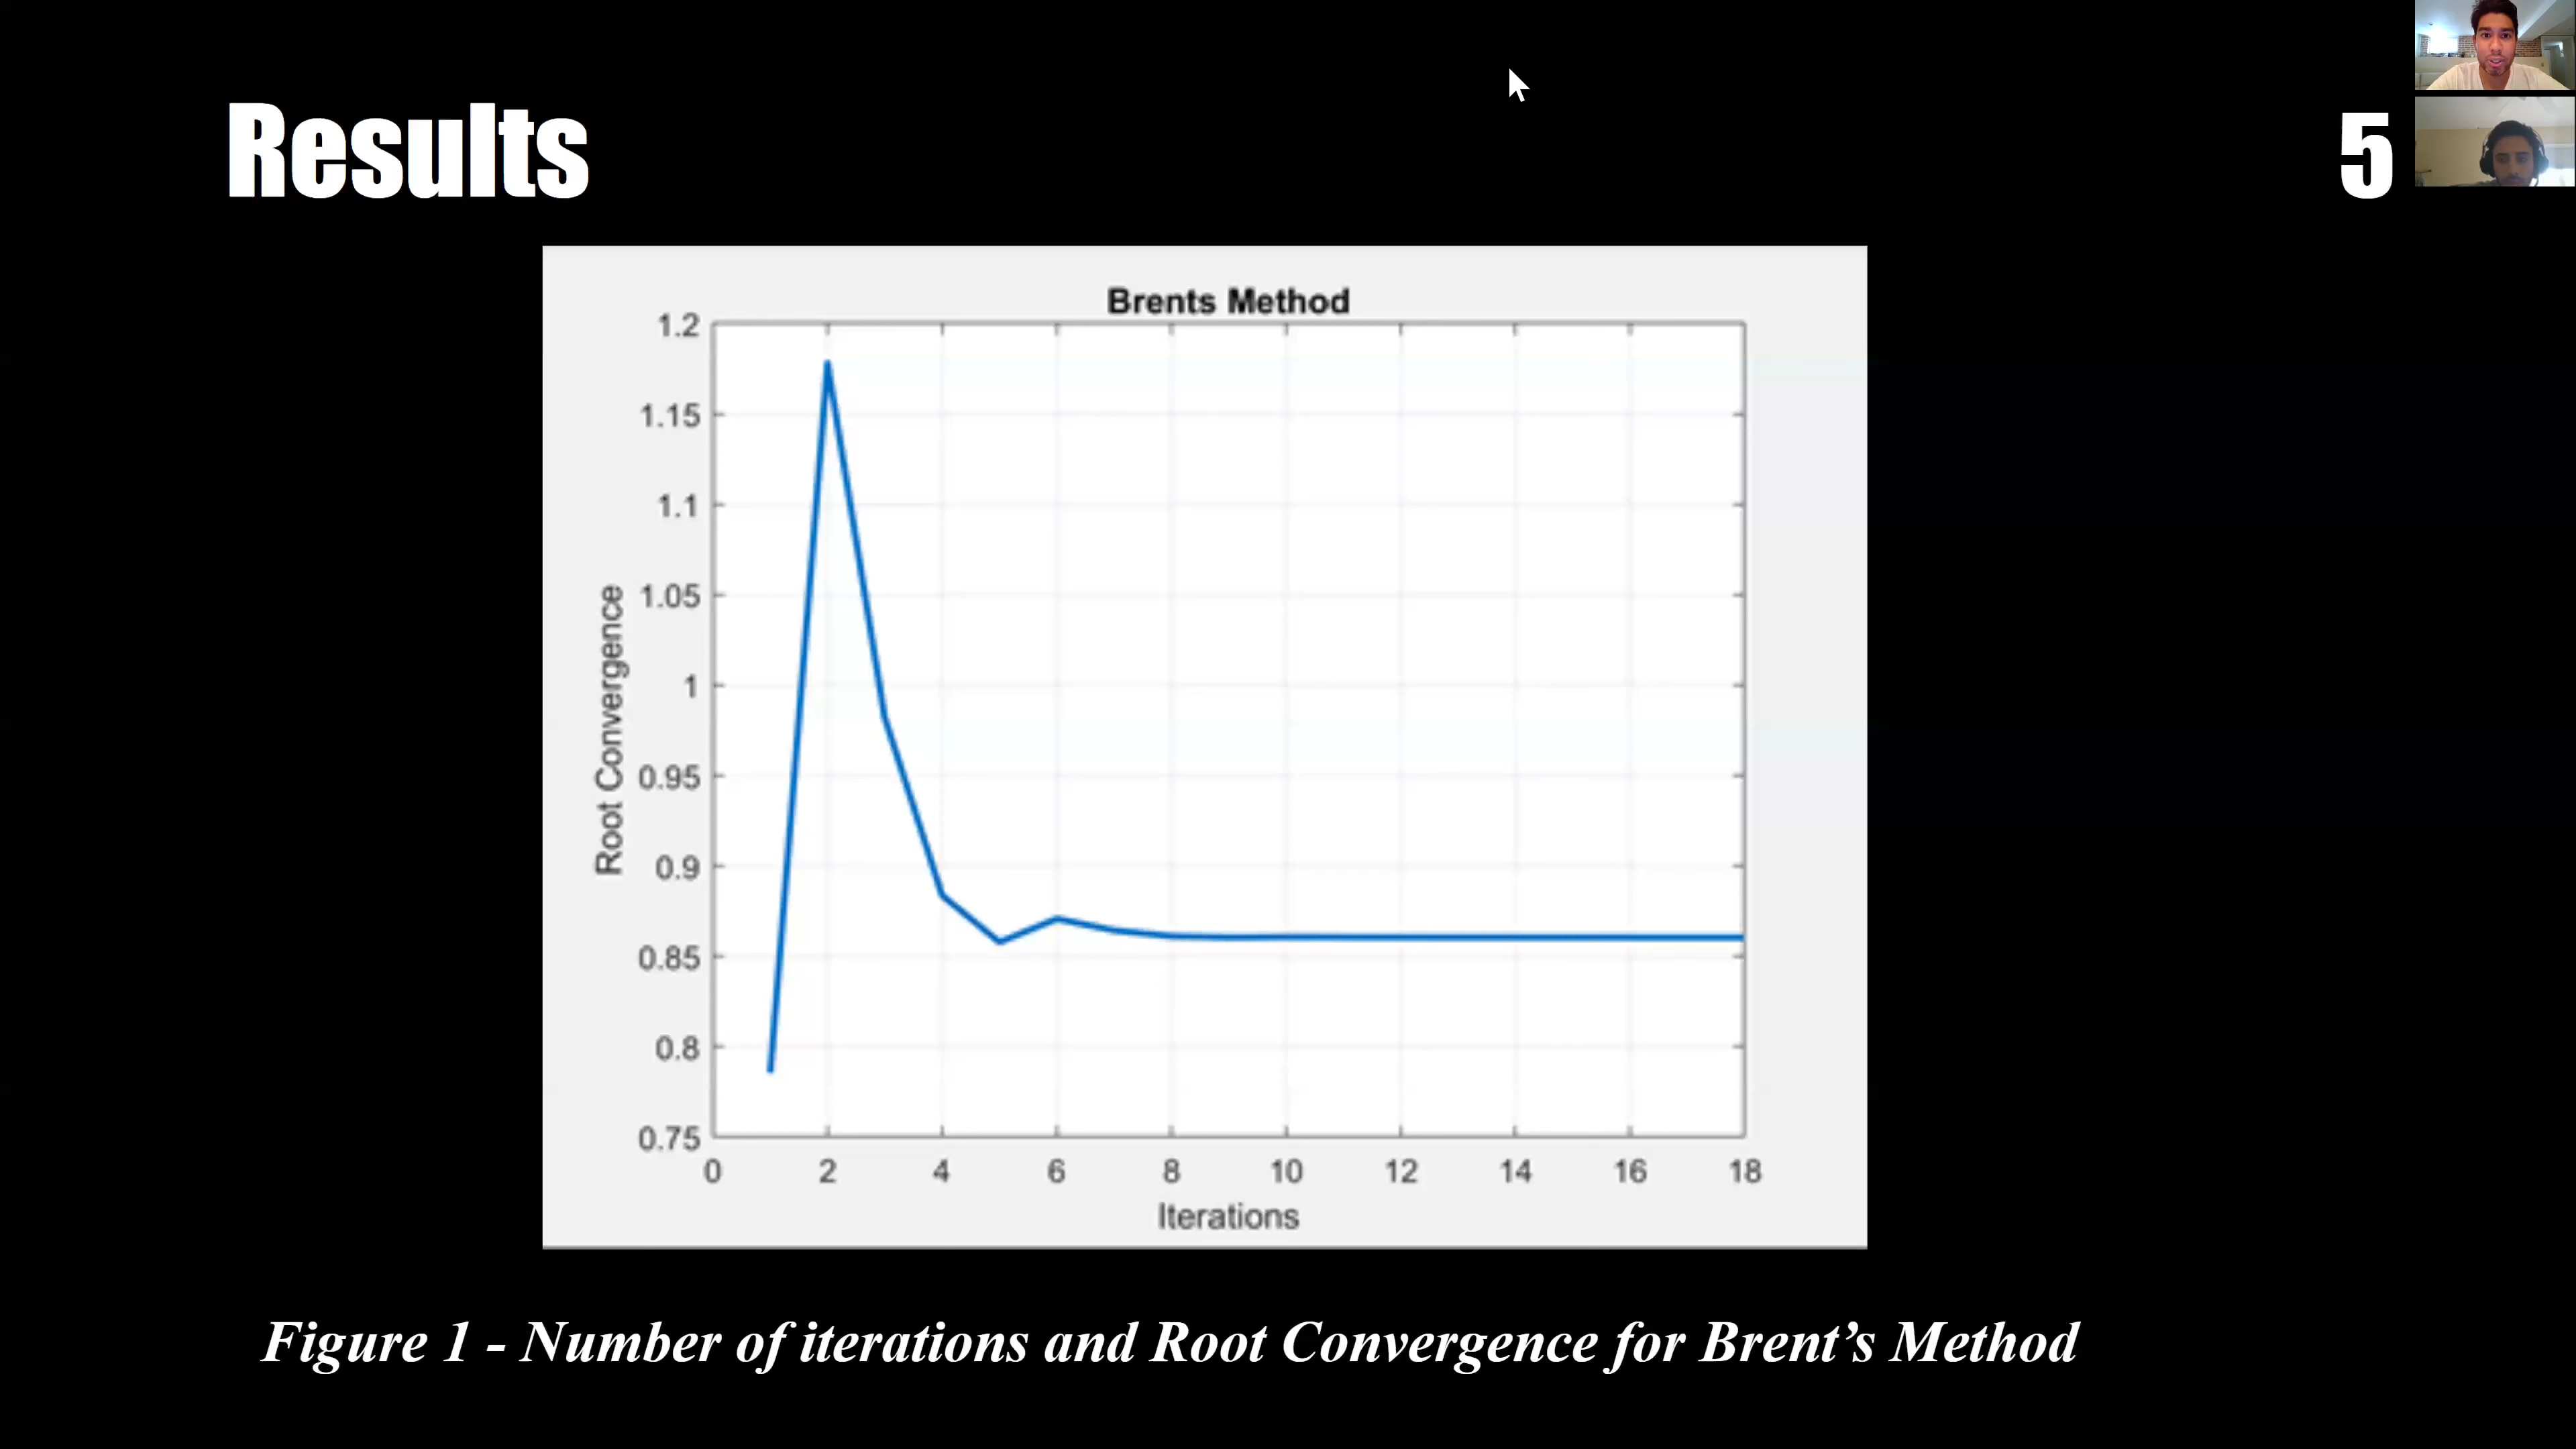 Results
5
Brents Method
1.2
1.15
1.1
1.05
1
0.95
0.9
0.85
0.8
0.75
Root Convergence
0 2 4 6 8 10 12 14 16 18
Iterations
Figure 1 - Number of iterations and Root Convergence for Brent’s Method